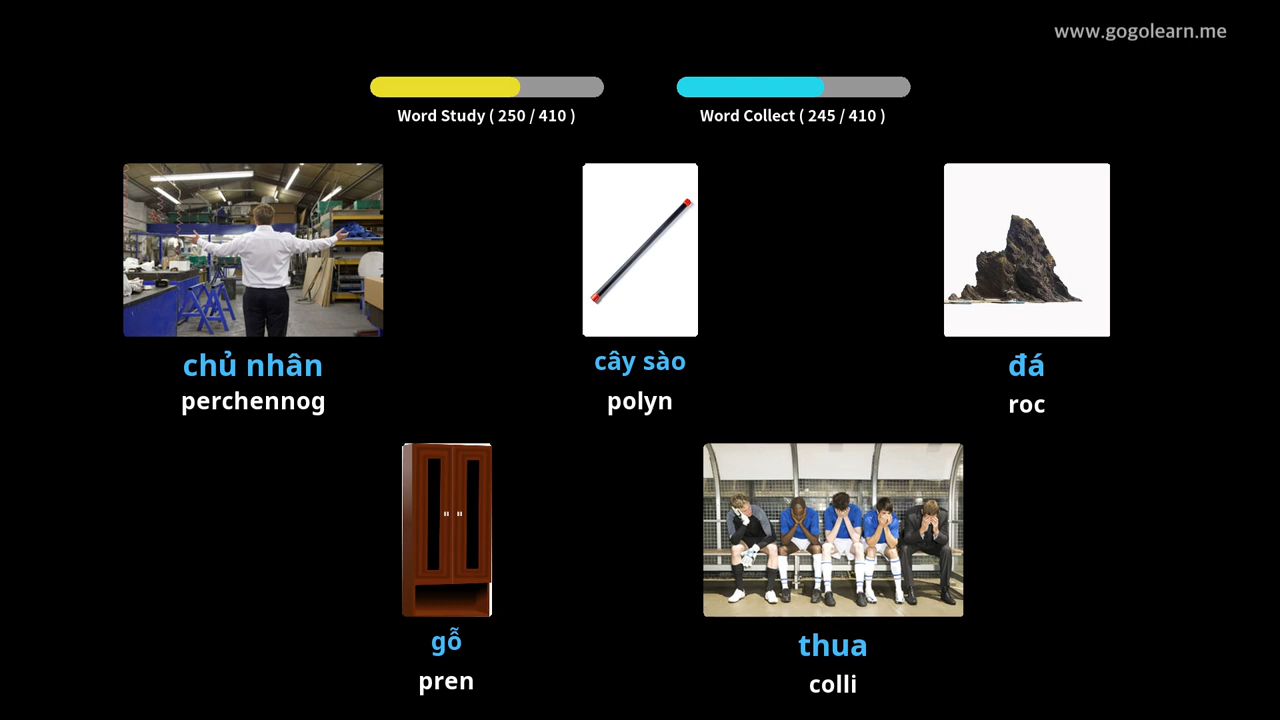 www.gogolearn.me
Word Study ( 250 / 410 )
Word Collect ( 245 / 410 )
chủ nhân
perchennog
cây sào
polyn
đá
roc
gỗ
pren
thua
colli